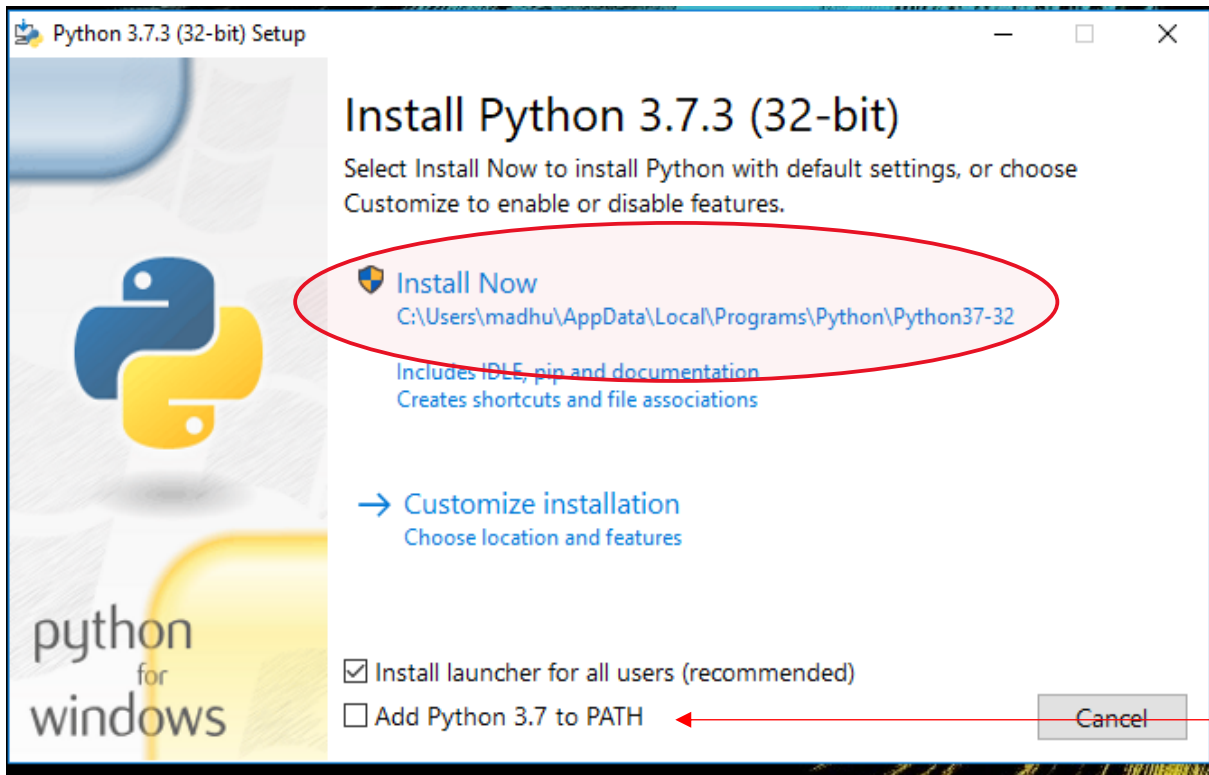 Python 3.7.3 (32-bit) Setup
Install Python 3.7.3 (32-bit)
Select Install Now to install Python with default settings, or choose
Customize to enable or disable features.
Install Now
C:\Users\madhu\AppData\Local\Programs\Python\Python37-32
Includes IDLE, pip and documentation
Creates shortcuts and file associations
Customize installation
Choose location and features
python
for
windows
Install launcher for all users (recommended)
Add Python 3.7 to PATH
Cancel